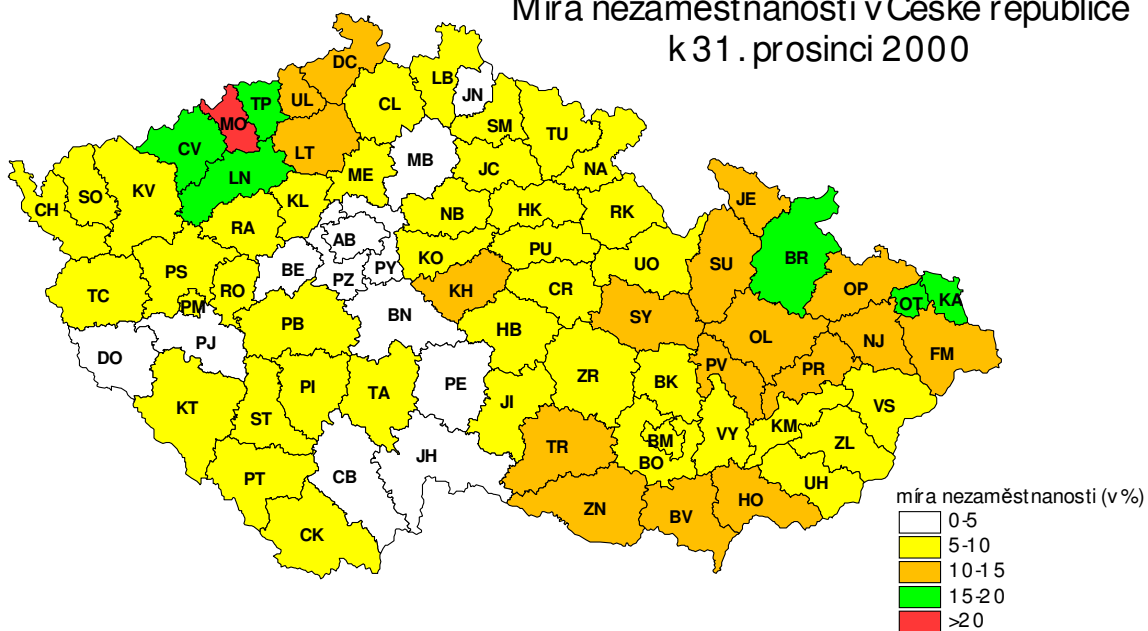 Míra nezaměstnanosti v České republice
k 31. prosinci 2000
DC
LB
JN
TP
UL
CL
MO
SM
TU
CV
LT
MB
JC
NA
LN
ME
KV
SO
CH
KL
NB
HK
RK
JE
RA
AB
KO
PU
UO
SU
BR
PS
BE
PZ
PY
TC
RO
KH
CR
OP
OT
KA
PM
PB
BN
SY
DO
PJ
HB
OL
NJ
FM
PV
PR
KT
PI
TA
PE
ZR
BK
JI
VS
ST
KM
VY
ZL
TR
BM
BO
JH
PT
CB
UH
HO
ZN
BV
CK
míra nezaměstnanosti (v %)
0-5
5-10
10-15
15-20
>20